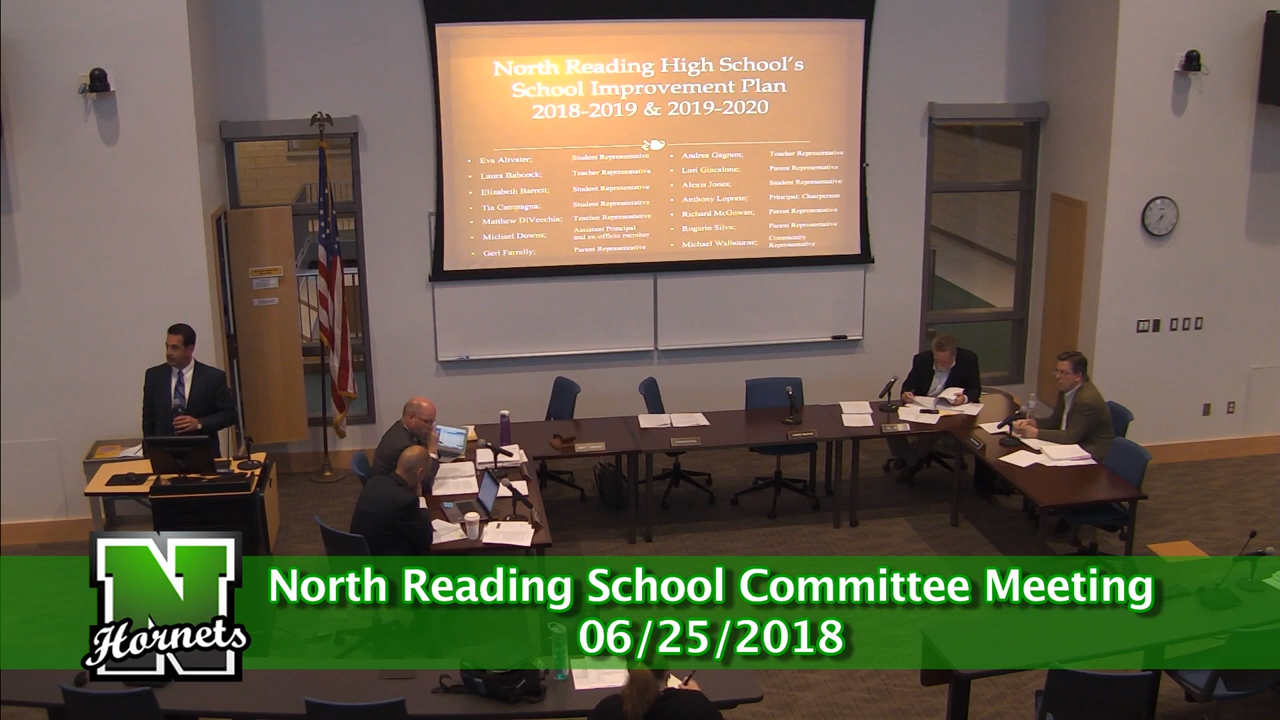 North Reading High School's
School Improvement Plan
2018-2019 & 2019-2020
• Eva Altvater; Student Representative
• Laura Babcock; Teacher Representative
• Elizabeth Barrett; Student Representative
• Tia Campagna; Student Representative
• Matthew DiVecchia; Teacher Representative
• Michael Downs; Assistant Principal
and ex-officio member
• Geri Farrelly; Parent Representative
• Andrea Gagnon; Teacher Representative
• Lori Giacalone; Parent Representative
• Alexis Jones; Student Representative
• Anthony Loprete; Principal; Chairperson
• Richard McGowan; Parent Representative
• Rogerio Silva; Parent Representative
• Michael Walbourne; Community
Representative
N
Hornets
North Reading School Committee Meeting
06/25/2018